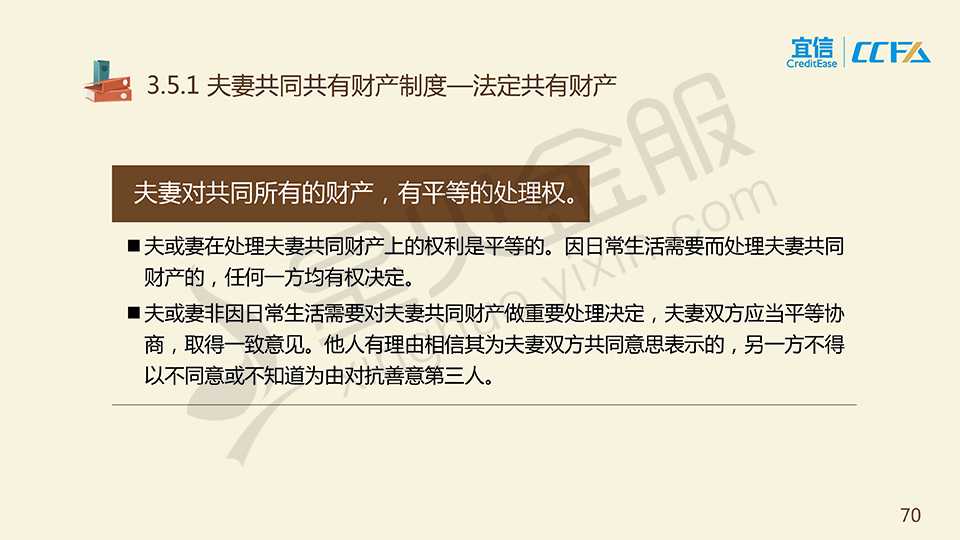 宜信
CreditEase
CCFA
3.5.1 夫妻共同共有财产制度—法定共有财产
夫妻对共同所有的财产，有平等的处理权。
■夫或妻在处理夫妻共同财产上的权利是平等的。因日常生活需要而处理夫妻共同
财产的，任何一方均有权决定。
■夫或妻非因日常生活需要对夫妻共同财产做重要处理决定，夫妻双方应当平等协
商，取得一致意见。他人有理由相信其为夫妻双方共同意思表示的，另一方不得
以不同意或不知道为由对抗善意第三人。
星火金服
xinghuo.yixin.com
70